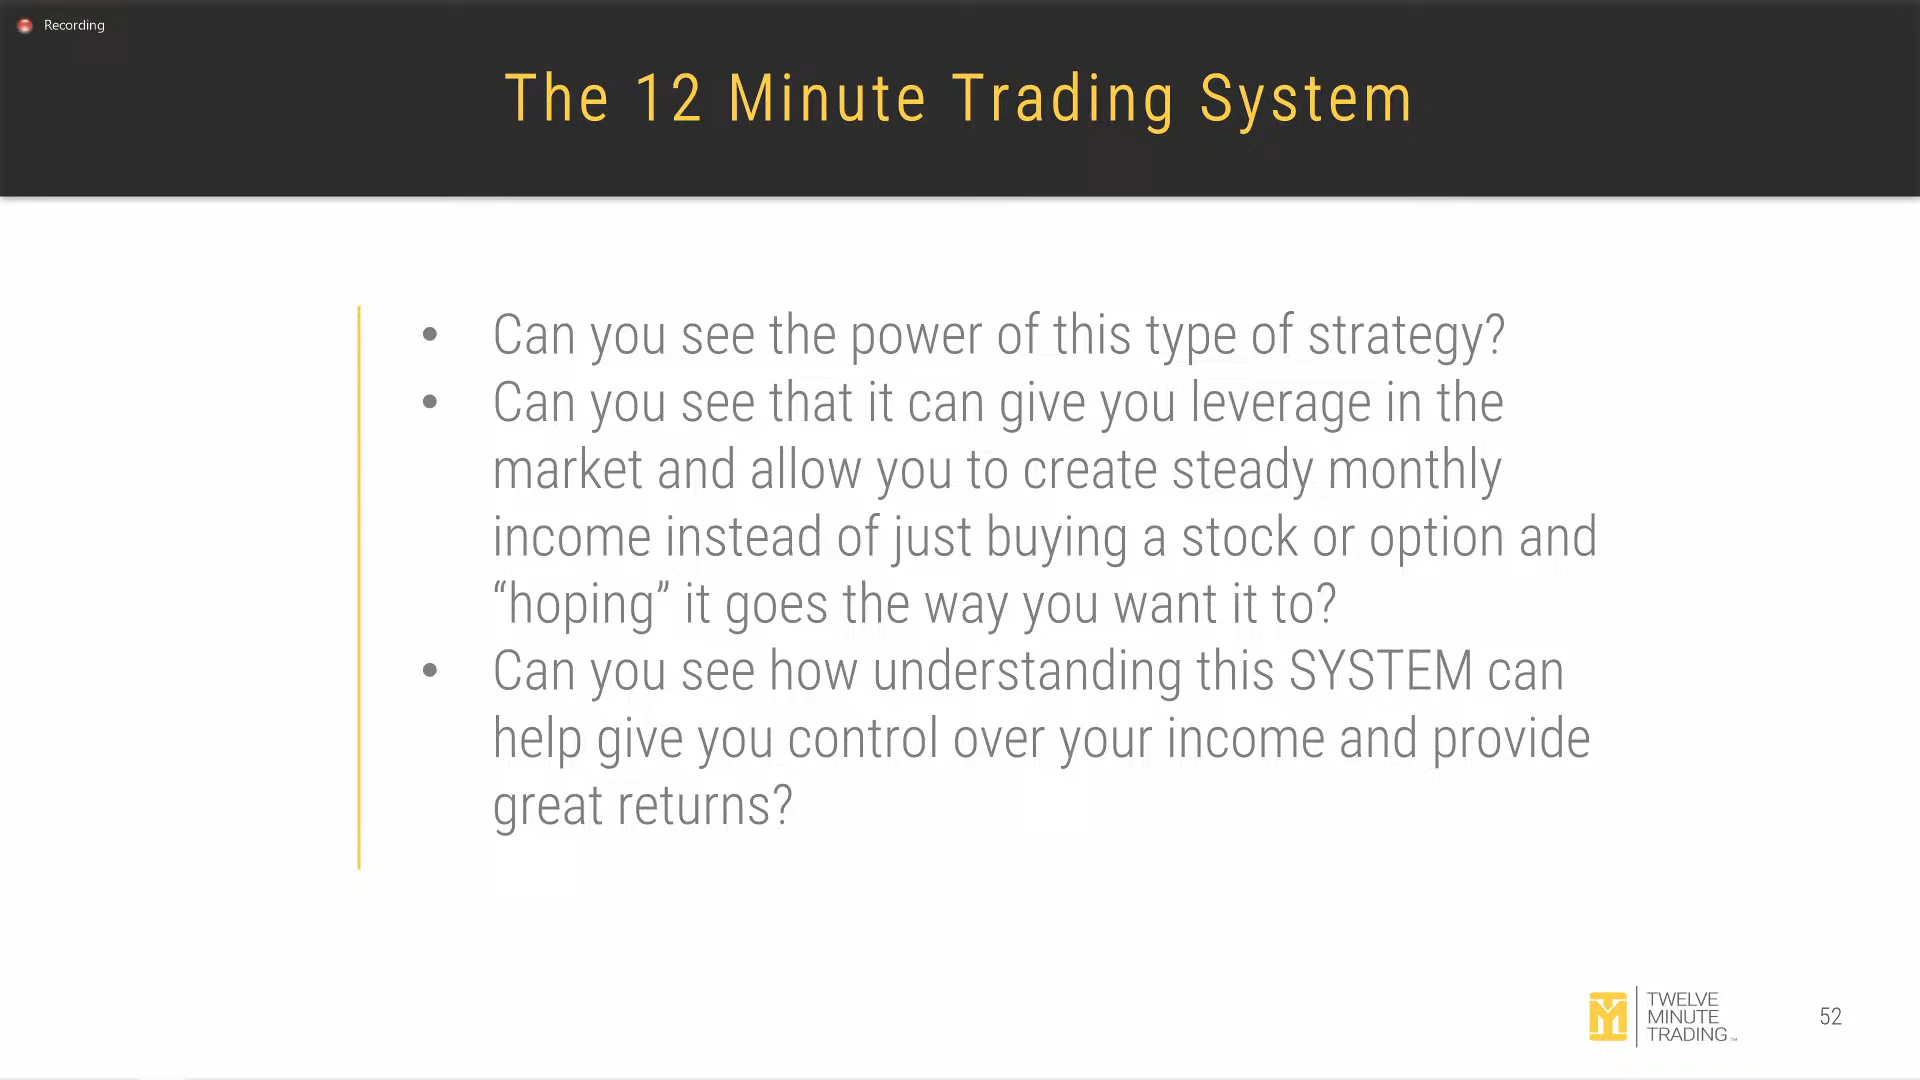 Recording
The 12 Minute Trading System
• Can you see the power of this type of strategy?
• Can you see that it can give you leverage in the
market and allow you to create steady monthly
income instead of just buying a stock or option and
“hoping” it goes the way you want it to?
• Can you see how understanding this SYSTEM can
help give you control over your income and provide
great returns?
TWELVE
MINUTE
TRADING™
52